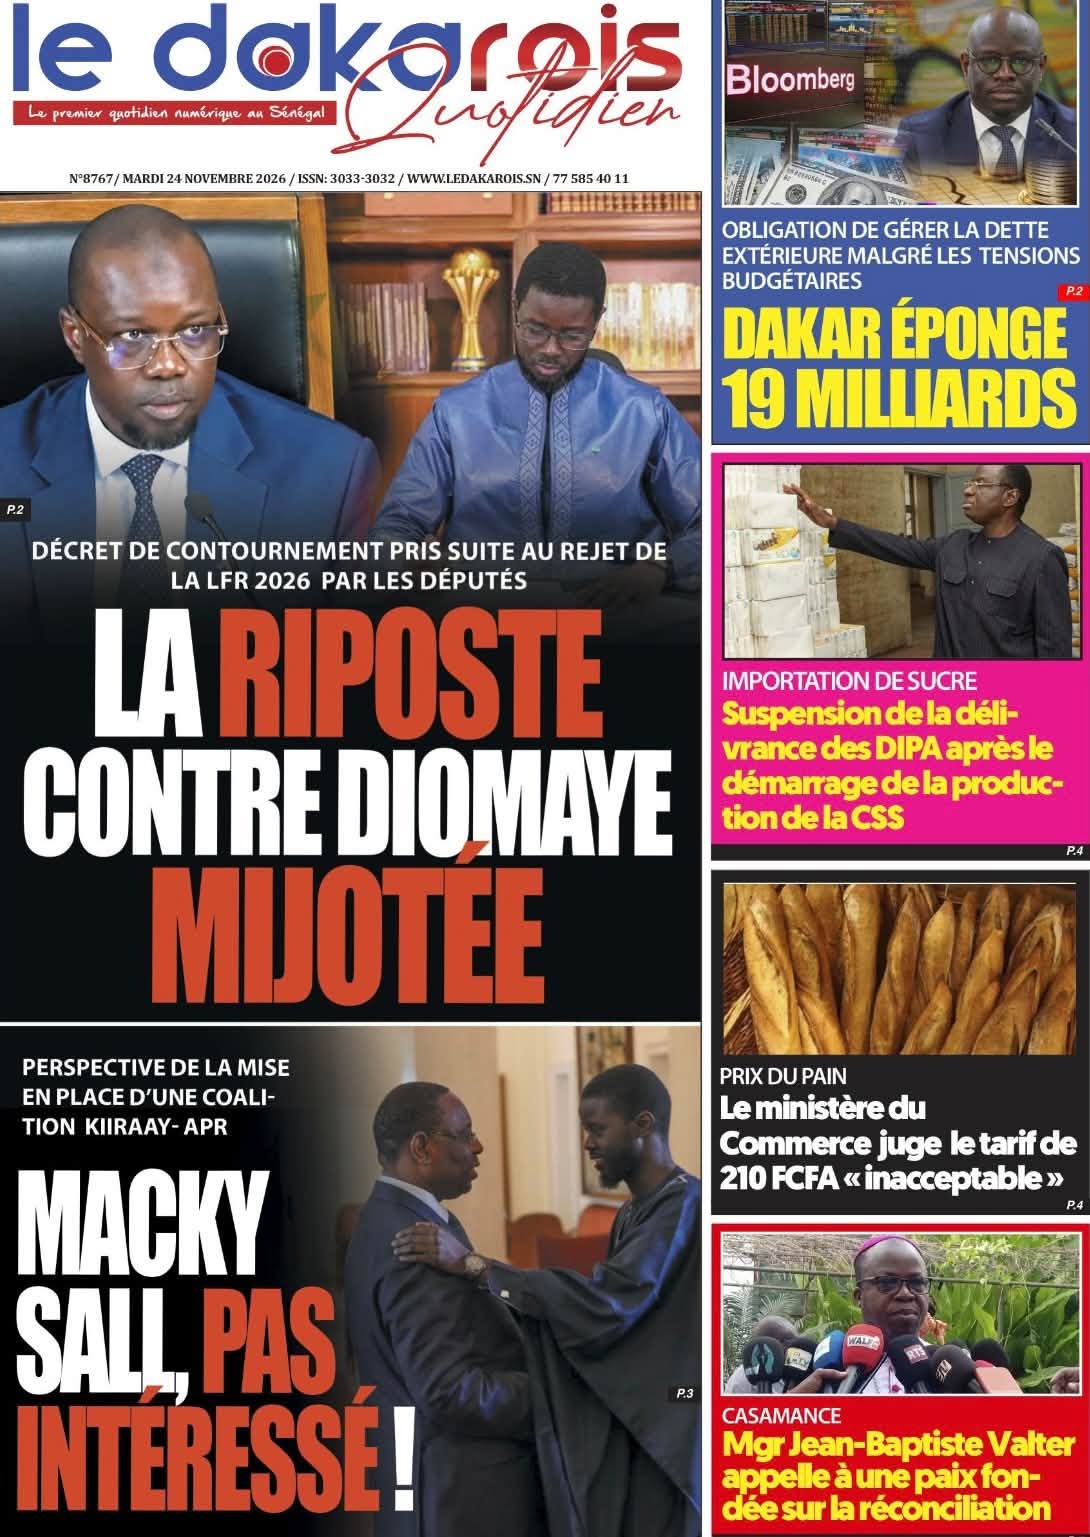 le dakarois
Quotidien
Le premier quotidien numérique au Sénégal
N°8767/ MARDI 24 NOVEMBRE 2026 / ISSN: 3033-3032 / WWW.LEDAKAROIS.SN / 77 585 40 11
P.2
DÉCRET DE CONTOURNEMENT PRIS SUITE AU REJET DE
LA LFR 2026 PAR LES DÉPUTÉS
LA RIPOSTE
CONTRE DIOMAYE
MIJOTÉE
PERSPECTIVE DE LA MISE
EN PLACE D'UNE COALI-
TION KIIRAAY- APR
MACKY
SALL, PAS
INTÉRESSÉ !
P.3
Bloomberg
OBLIGATION DE GÉRER LA DETTE
EXTÉRIEURE MALGRÉ LES TENSIONS
BUDGÉTAIRES
P.2
DAKAR ÉPONGE
19 MILLIARDS
IMPORTATION DE SUCRE
Suspension de la déli-
vrance des DIPA après le
démarrage de la produc-
tion de la CSS
P.4
PRIX DU PAIN
Le ministère du
Commerce juge le tarif de
210 FCFA « inacceptable »
P.4
WALF
RTS
CASAMANCE
Mgr Jean-Baptiste Valter
appelle à une paix fon-
dée sur la réconciliation